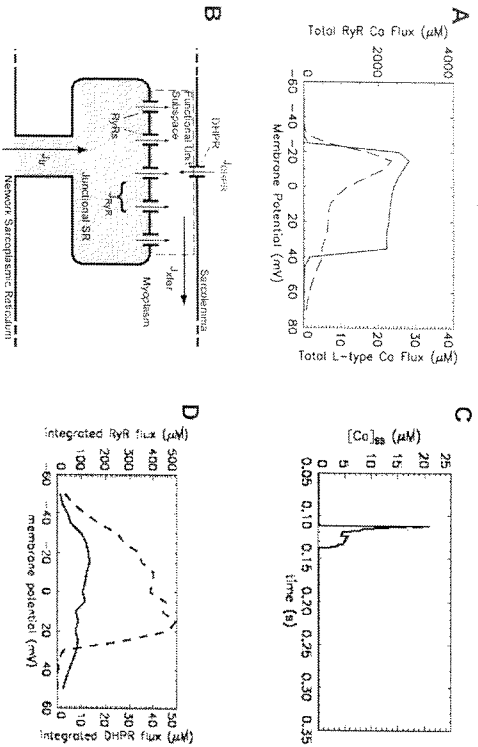 A
Total RyR Ca Flux (μM)
0
2000
4000
-60
-40
-20
0
20
40
60
80
Membrane Potential (mV)
0
10
20
30
40
Total L-type Ca Flux (μM)
B
DHPR
J_DHPR
Sarcolemma
Functional Unit
Subspace
J_xfer
Myoplasm
RyRs
J_RyR
Junctional SR
J_tr
Network Sarcoplasmic Reticulum
C
[Ca]ss (μM)
0
5
10
15
20
25
0.05
0.10
0.15
0.20
0.25
0.30
0.35
time (s)
D
integrated RyR flux (μM)
0
100
200
300
400
500
-60
-40
-20
0
20
40
60
membrane potential (mV)
0
10
20
30
40
50
integrated DHPR flux (μM)